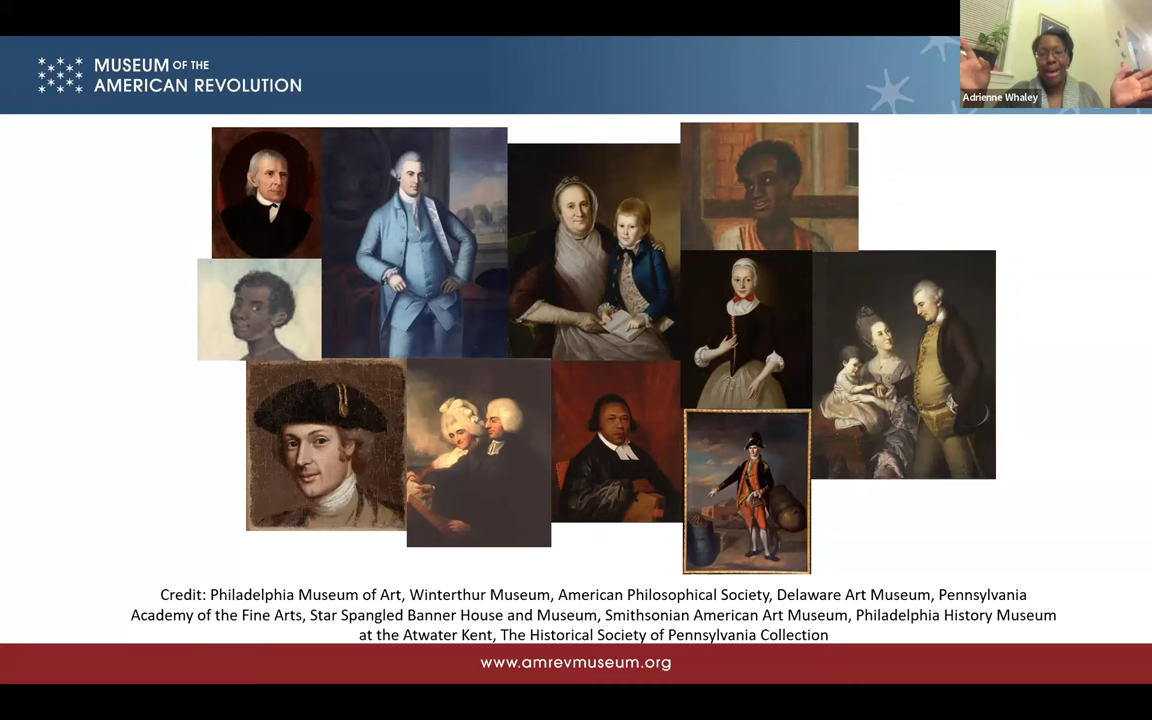 MUSEUM OF THE
AMERICAN REVOLUTION
Adrienne Whaley
Credit: Philadelphia Museum of Art, Winterthur Museum, American Philosophical Society, Delaware Art Museum, Pennsylvania
Academy of the Fine Arts, Star Spangled Banner House and Museum, Smithsonian American Art Museum, Philadelphia History Museum
at the Atwater Kent, The Historical Society of Pennsylvania Collection
www.amrevmuseum.org